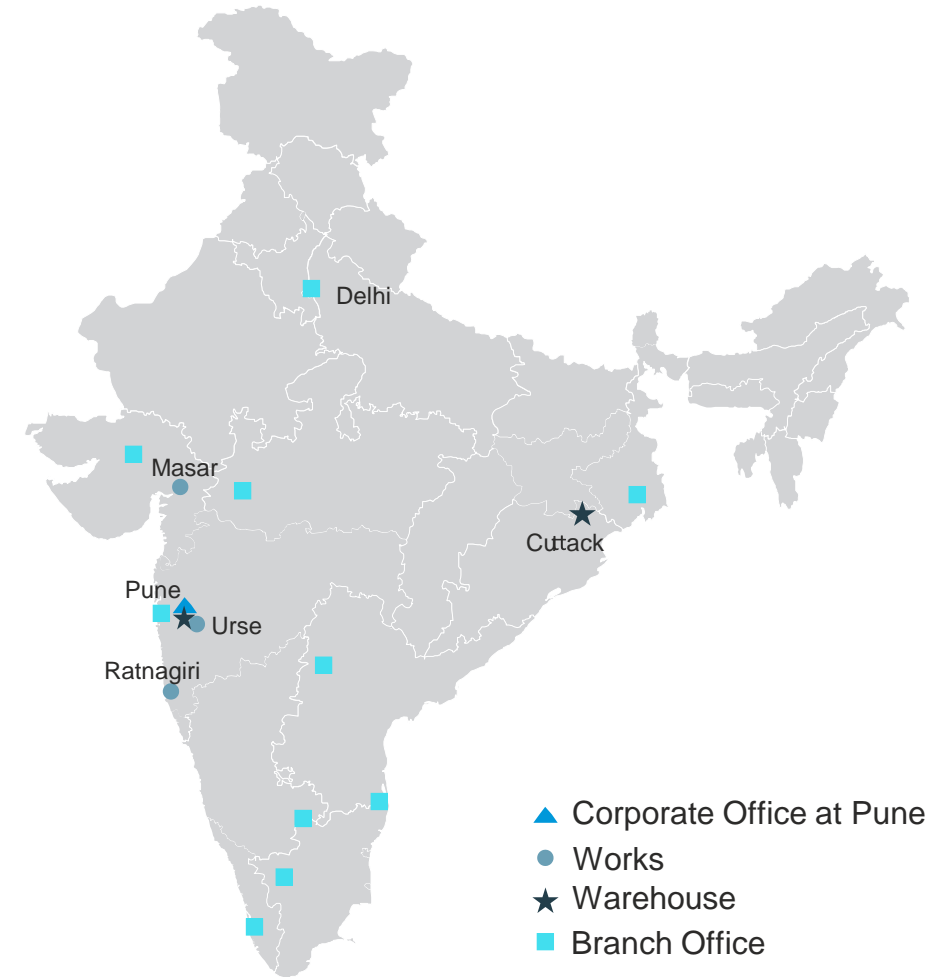 Delhi
Masar
Cuttack
Pune
Urse
Ratnagiri
Corporate Office at Pune
Works
Warehouse
Branch Office